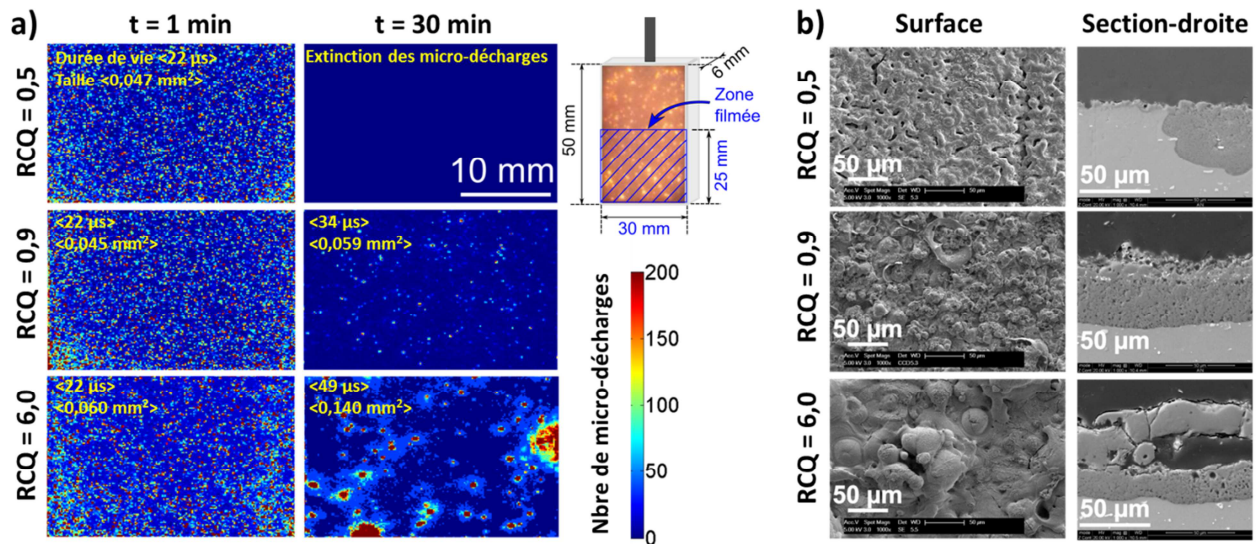 a)
t = 1 min
t = 30 min
RCQ = 0,5
Durée de vie <22 µs>
Taille <0,047 mm²>
Extinction des micro-décharges
10 mm
RCQ = 0,9
<22 µs>
<0,045 mm²>
<34 µs>
<0,059 mm²>
RCQ = 6,0
<22 µs>
<0,060 mm²>
<49 µs>
<0,140 mm²>
6 mm
Zone
filmée
50 mm
25 mm
30 mm
Nbre de micro-décharges
200
150
100
50
0
b)
Surface
Section-droite
RCQ = 0,5
50 µm
50 µm
RCQ = 0,9
50 µm
50 µm
RCQ = 6,0
50 µm
50 µm